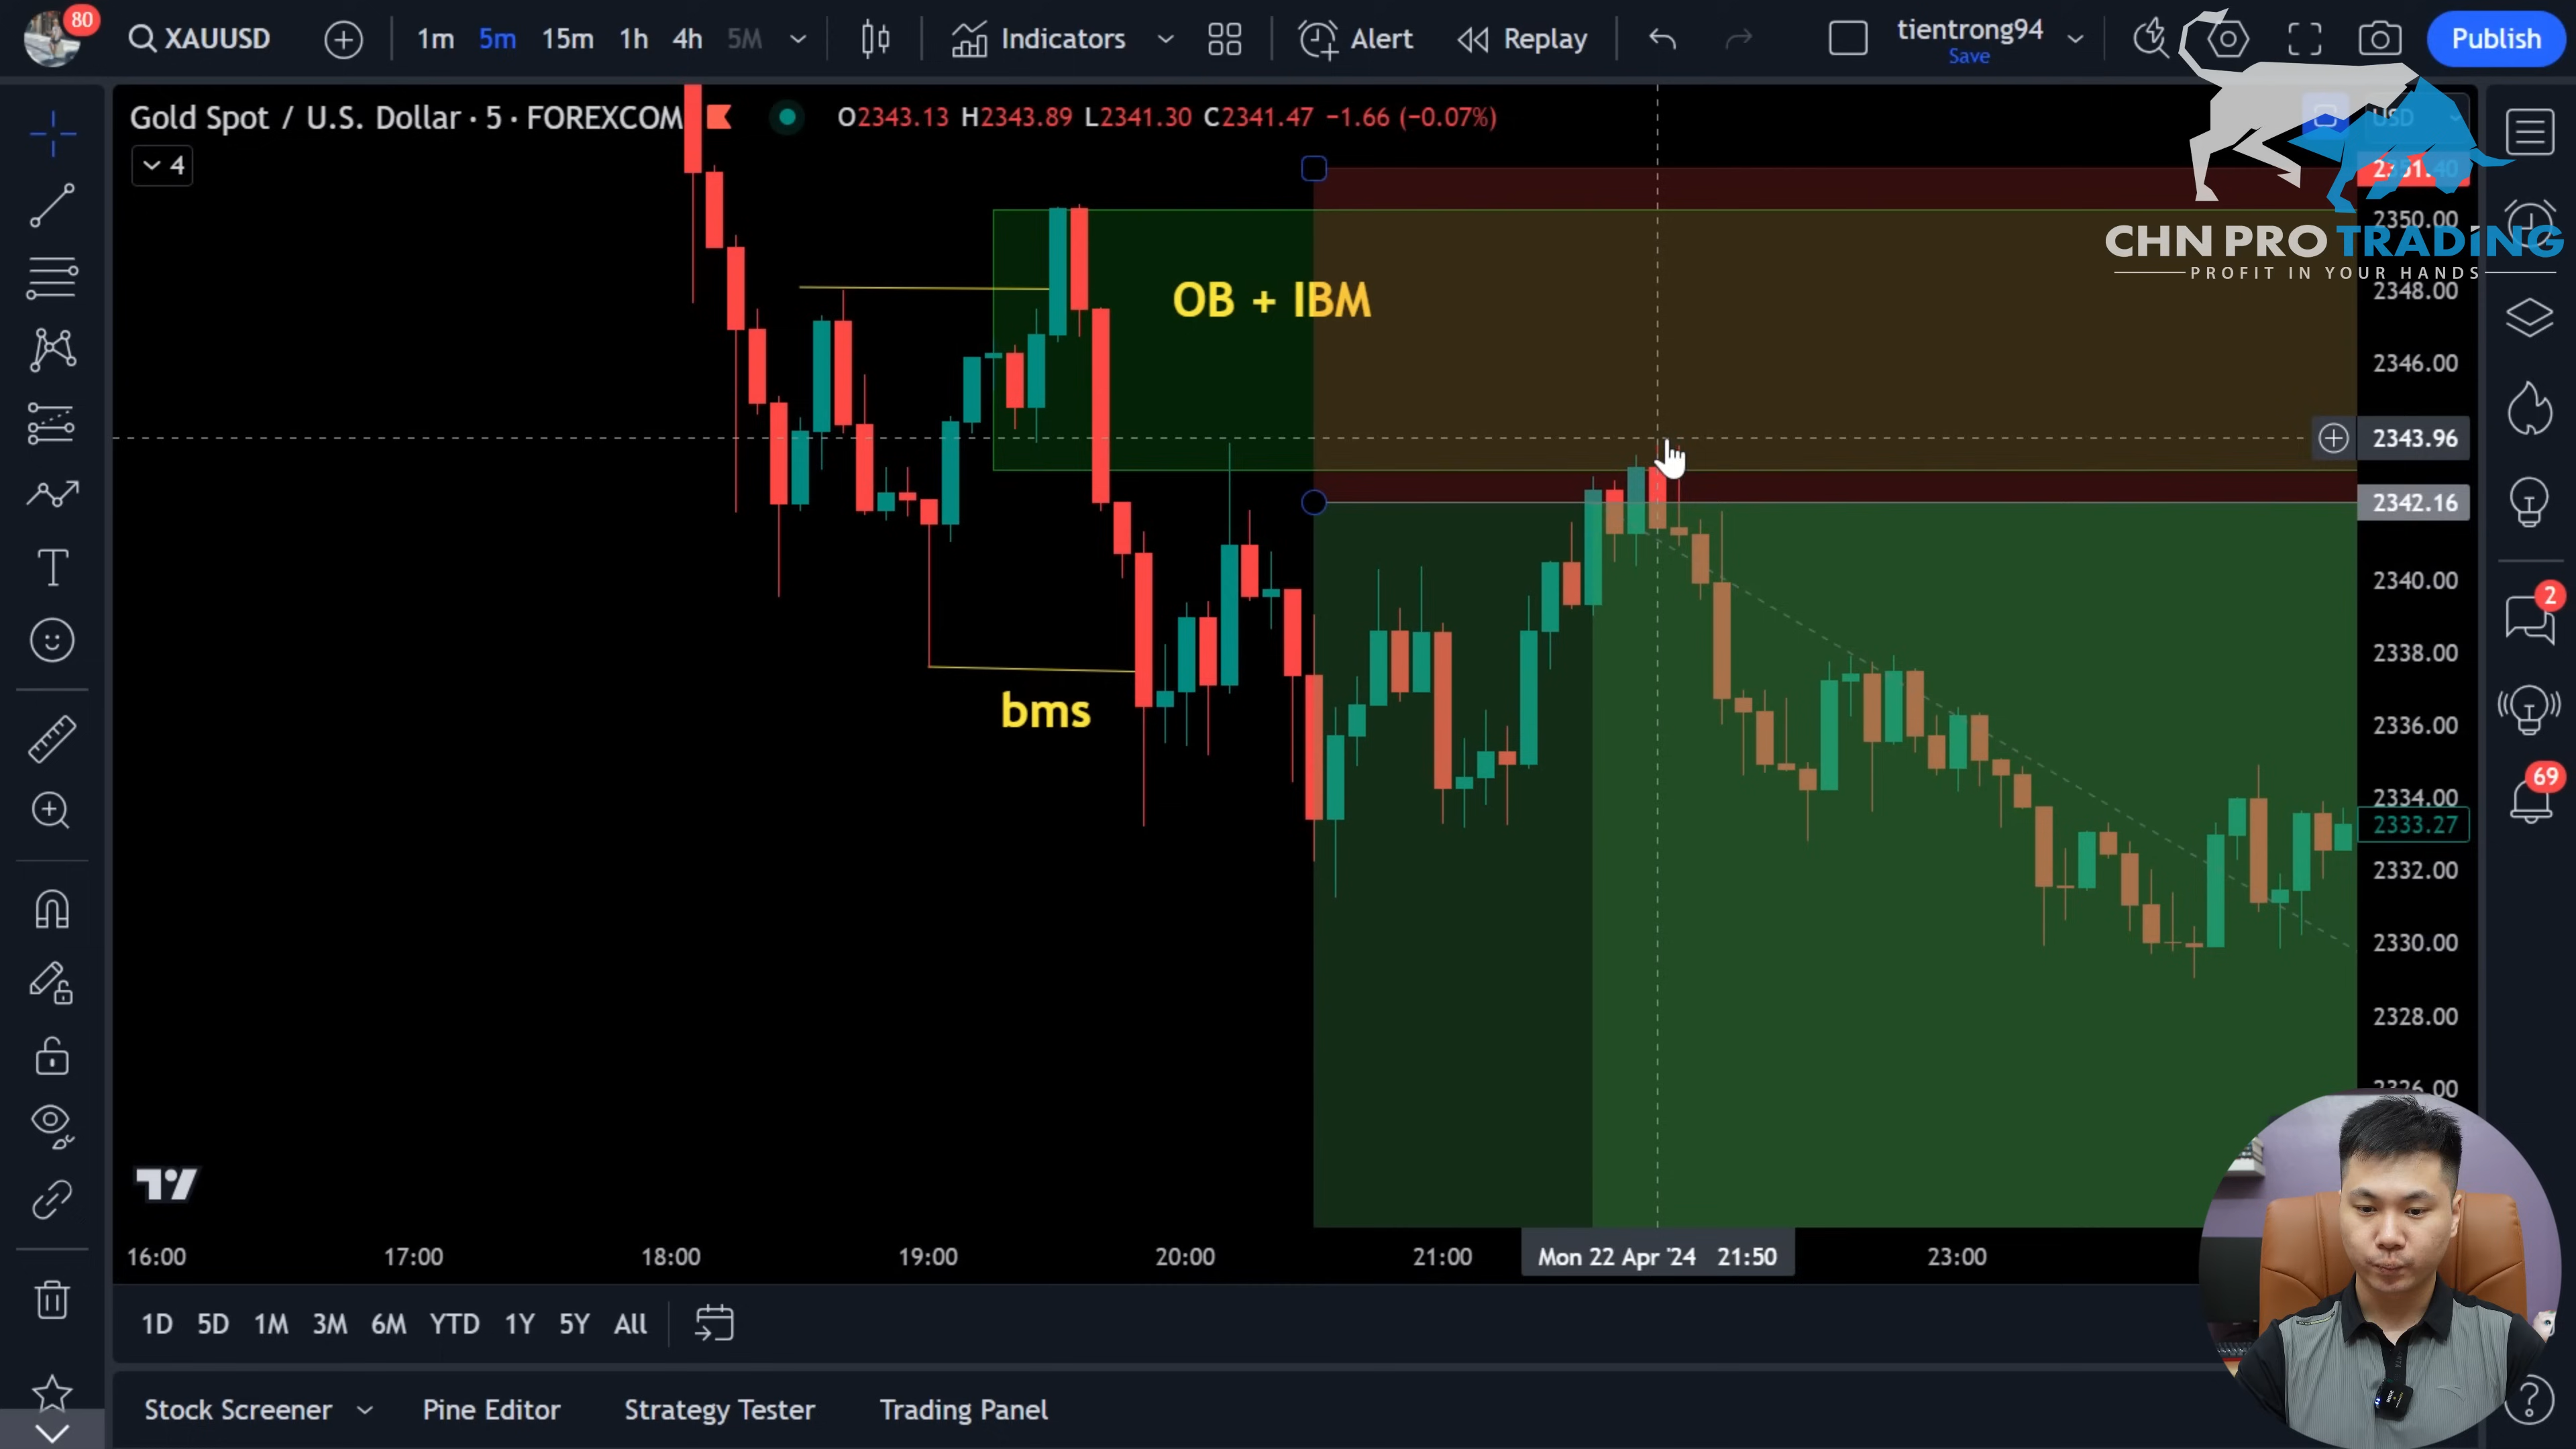 80
XAUUSD
1m 5m 15m 1h 4h 5M
Indicators
Alert
Replay
tientrong94
Save
Publish
Gold Spot / U.S. Dollar · 5 · FOREXCOM
O2343.13 H2343.89 L2341.30 C2341.47 −1.66 (−0.07%)
4
USD
2351.40
2350.00
CHN PRO TRADING
PROFIT IN YOUR HANDS
2348.00
OB + IBM
2346.00
2343.96
2342.16
2340.00
2
2338.00
bms
2336.00
69
2334.00
2333.27
2332.00
2330.00
2328.00
2326.00
16:00 17:00 18:00 19:00 20:00 21:00 Mon 22 Apr '24 21:50 23:00
1D 5D 1M 3M 6M YTD 1Y 5Y All
Stock Screener Pine Editor Strategy Tester Trading Panel